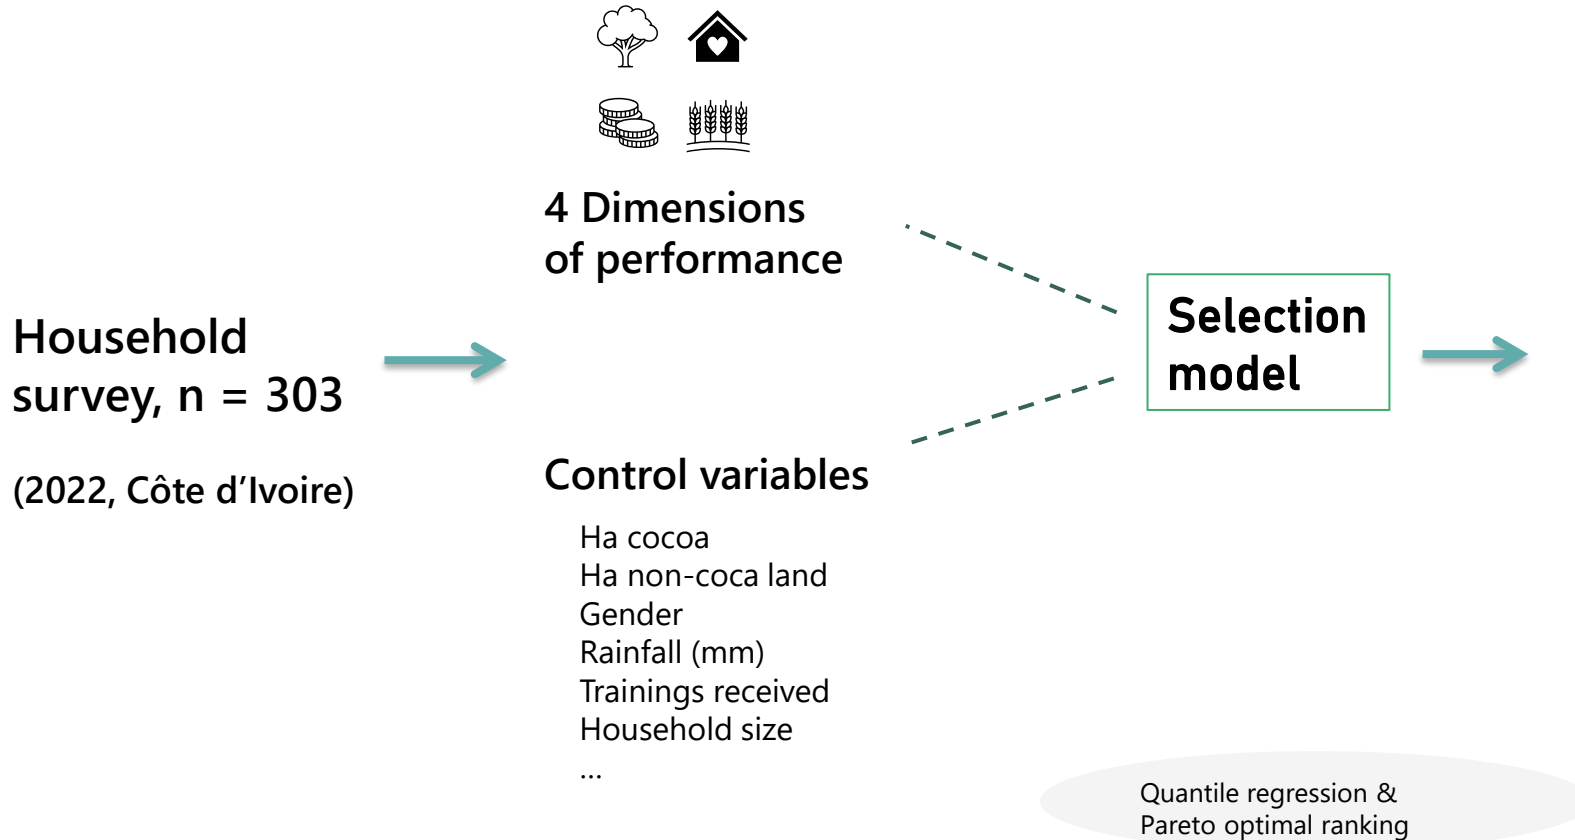 Household
survey, n = 303
(2022, Côte d’Ivoire)
4 Dimensions
of performance
Control variables
Ha cocoa
Ha non-coca land
Gender
Rainfall (mm)
Trainings received
Household size
...
Selection
model
Quantile regression &
Pareto optimal ranking